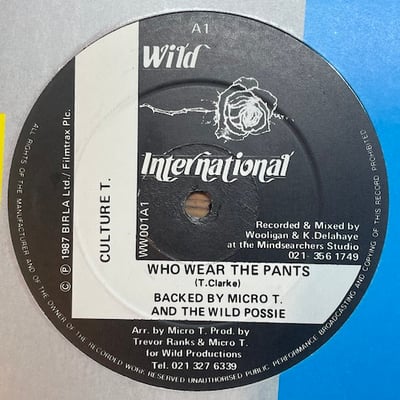 A1
Wild
International
CULTURE T.
WW001A1
© ℗ 1987 BIRLA Ltd./Filmtrax Plc.
Recorded & Mixed by
Wooligan & K.Delahaye
at the Mindsearchers Studio
021- 356 1749
WHO WEAR THE PANTS
(T.Clarke)
BACKED BY MICRO T.
AND THE WILD POSSIE
Arr. by Micro T. Prod. by
Trevor Ranks & Micro T.
for Wild Productions
Tel. 021 327 6339
ALL RIGHTS OF THE MANUFACTURER AND OF THE OWNER OF THE RECORDED WORK RESERVED UNAUTHORISED PUBLIC PERFORMANCE BROADCASTING AND COPYING OF THIS RECORD PROHIBITED